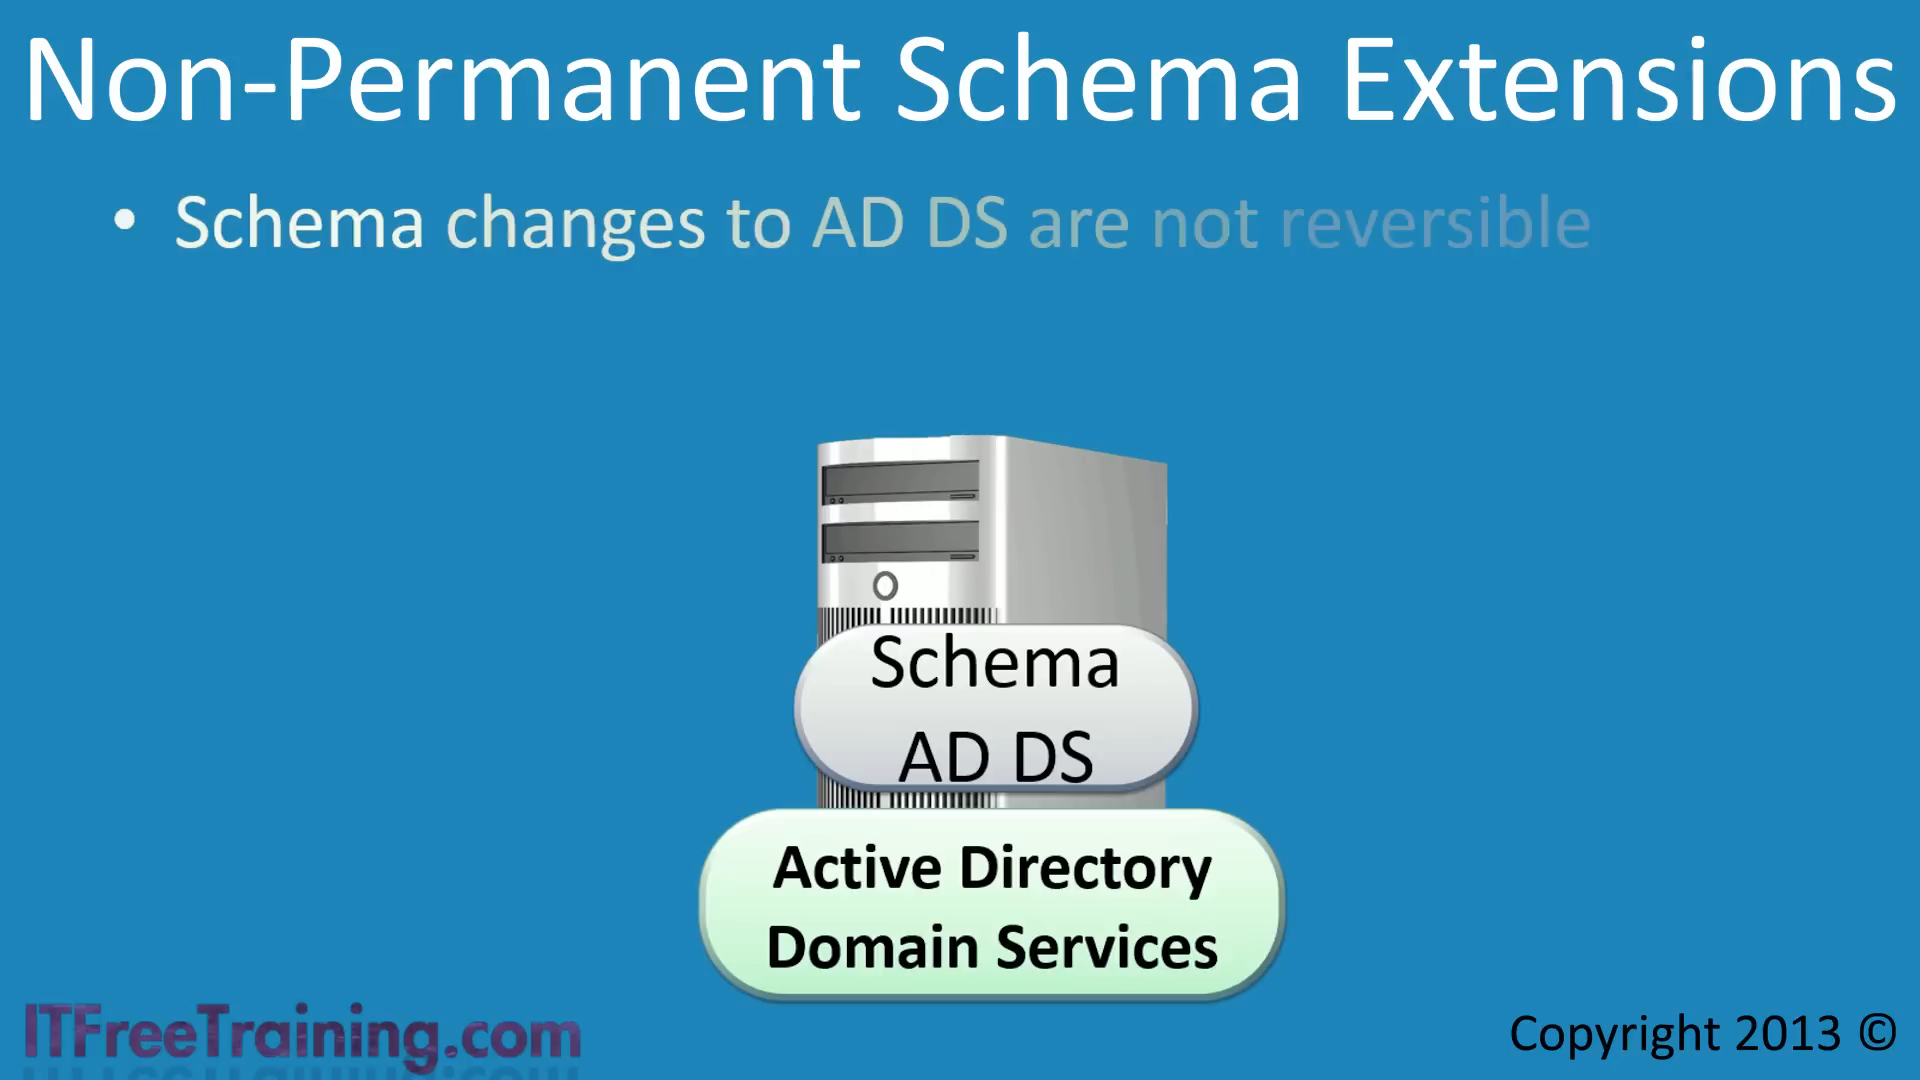 Non-Permanent Schema Extensions
• Schema changes to AD DS are not reversible
Schema
AD DS
Active Directory
Domain Services
ITFreeTraining.com
Copyright 2013 ©